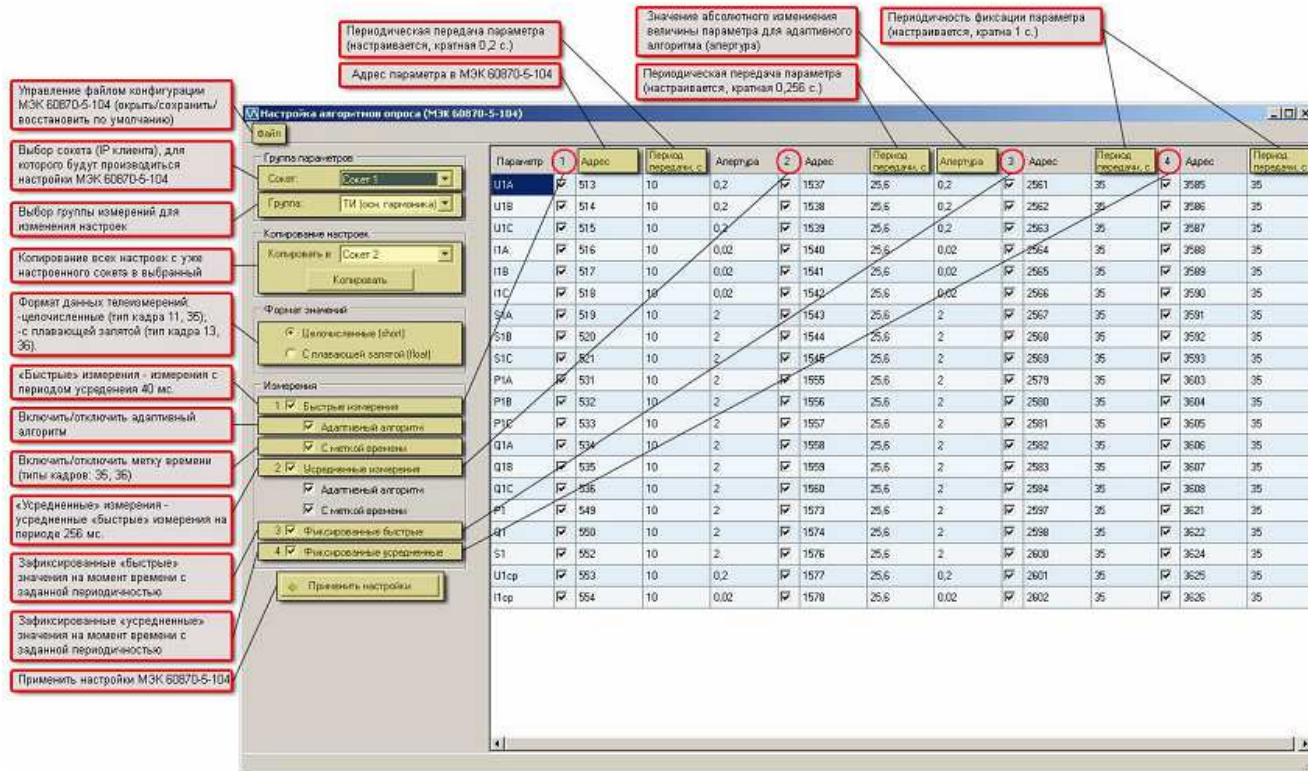 Периодическая передача параметра
(настраивается, кратная 0,2 с.)
Значение абсолютного измениения
величины параметра для адаптивного
алгоритма (апертура)
Периодичность фиксации параметра
(настраивается, кратна 1 с.)
Адрес параметра в МЭК 60870-5-104
Периодическая передача параметра
(настраивается, кратная 0,256 с.)
Управление файлом конфигурации
МЭК 60870-5-104 (окрыть/сохранить/
восстановить по умолчанию)
Выбор сокета (IP клиента), для
которого будут производиться
настройки МЭК 60870-5-104
Выбор группы измерений для
изменения настроек
Копирование всех настроек с уже
настроенного сокета в выбранный
Формат данных телеизмерений:
-целочисленные (тип кадра 11, 35);
-с плавающей запятой (тип кадра 13,
36).
«Быстрые» измерения - измерения с
периодом усреденеия 40 мс.
Включить/отключить адаптивный
алгоритм
Включить/отключить метку времени
(типы кадров: 35, 36)
«Усредненные» измерения -
усредненные «быстрые» измерения на
периоде 256 мс.
Зафиксированные «быстрые»
значения на момент времени с
заданной периодичностью
Зафиксированные «усредненные»
значения на момент времени с
заданной периодичностью
Применить настройки МЭК 60870-5-104
Настройка алгоритмов опроса (МЭК 60870-5-104)
Файл
Группа параметров
Сокет: Сокет 1
Группа: ТИ (осн. гармоника)
Копирование настроек
Копировать в: Сокет 2
Копировать
Формат значений
Целочисленные (short)
С плавающей запятой (float)
Измерения
1 Быстрые измерения
Адаптивный алгоритм
С меткой времени
2 Усредненные измерения
Адаптивный алгоритм
С меткой времени
3 Фиксированные быстрые
4 Фиксированные усредненные
Применить настройки
Параметр 1 Адрес Период передачи, с Апертура 2 Адрес Период передачи, с Апертура 3 Адрес Период передачи, с 4 Адрес Период передачи, с
U1A 513 10 0,2 1537 25,6 0,2 2561 35 3585 35
U1B 514 10 0,2 1538 25,6 0,2 2562 35 3586 35
U1C 515 10 0,2 1539 25,6 0,2 2563 35 3587 35
I1A 516 10 0,02 1540 25,6 0,02 2564 35 3588 35
I1B 517 10 0,02 1541 25,6 0,02 2565 35 3589 35
I1C 518 10 0,02 1542 25,6 0,02 2566 35 3590 35
S1A 519 10 2 1543 25,6 2 2567 35 3591 35
S1B 520 10 2 1544 25,6 2 2568 35 3592 35
S1C 521 10 2 1545 25,6 2 2569 35 3593 35
P1A 531 10 2 1555 25,6 2 2579 35 3603 35
P1B 532 10 2 1556 25,6 2 2580 35 3604 35
P1C 533 10 2 1557 25,6 2 2581 35 3605 35
Q1A 534 10 2 1558 25,6 2 2582 35 3606 35
Q1B 535 10 2 1559 25,6 2 2583 35 3607 35
Q1C 536 10 2 1560 25,6 2 2584 35 3608 35
P1 549 10 2 1573 25,6 2 2597 35 3621 35
Q1 550 10 2 1574 25,6 2 2598 35 3622 35
S1 552 10 2 1576 25,6 2 2600 35 3624 35
U1ср 553 10 0,2 1577 25,6 0,2 2601 35 3625 35
I1ср 554 10 0,02 1578 25,6 0,02 2602 35 3626 35